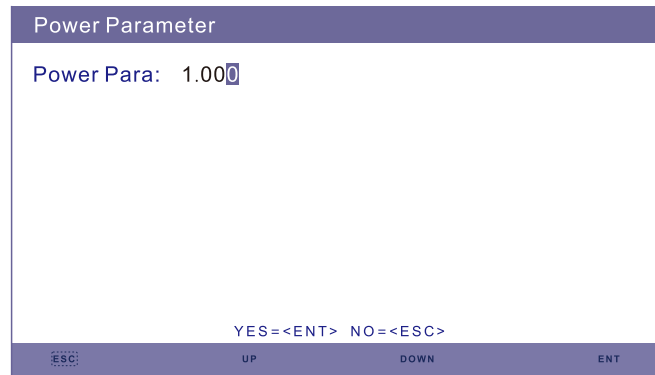 Power Parameter
Power Para: 1.000
YES=<ENT> NO=<ESC>
ESC UP DOWN ENT